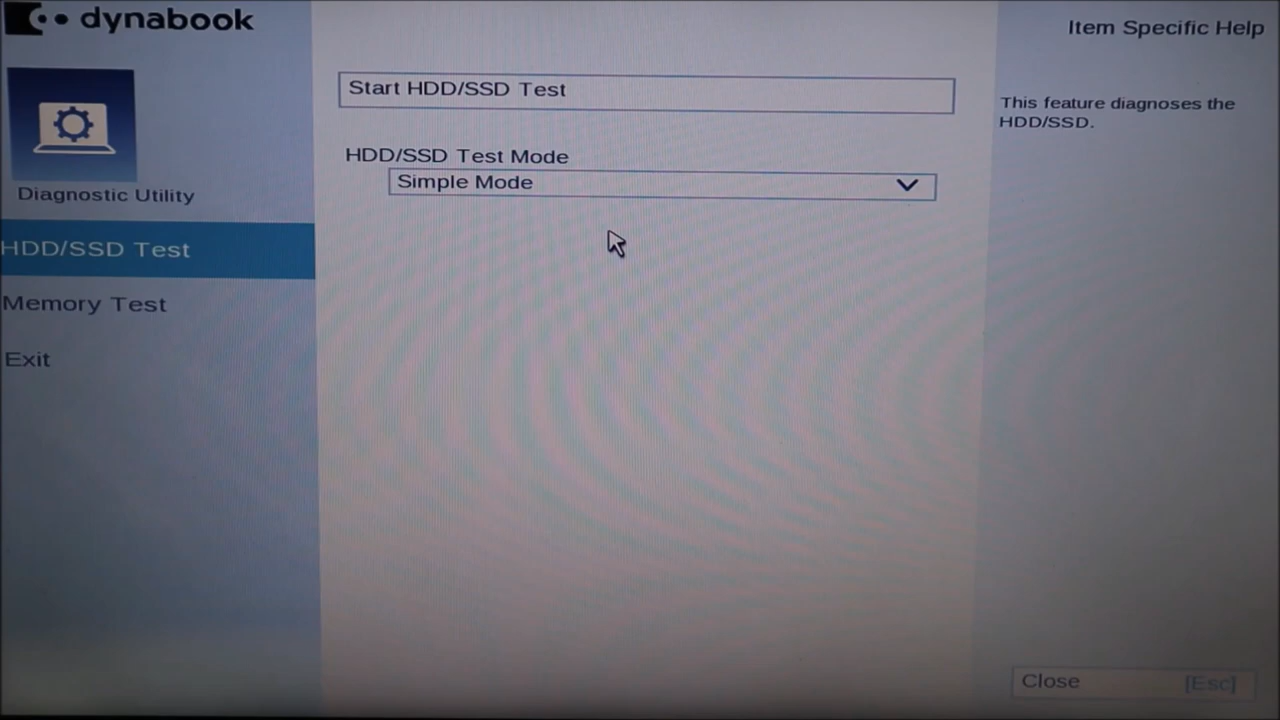 dynabook
Diagnostic Utility
HDD/SSD Test
Memory Test
Exit
Start HDD/SSD Test
HDD/SSD Test Mode
Simple Mode
Item Specific Help
This feature diagnoses the
HDD/SSD.
Close [Esc]